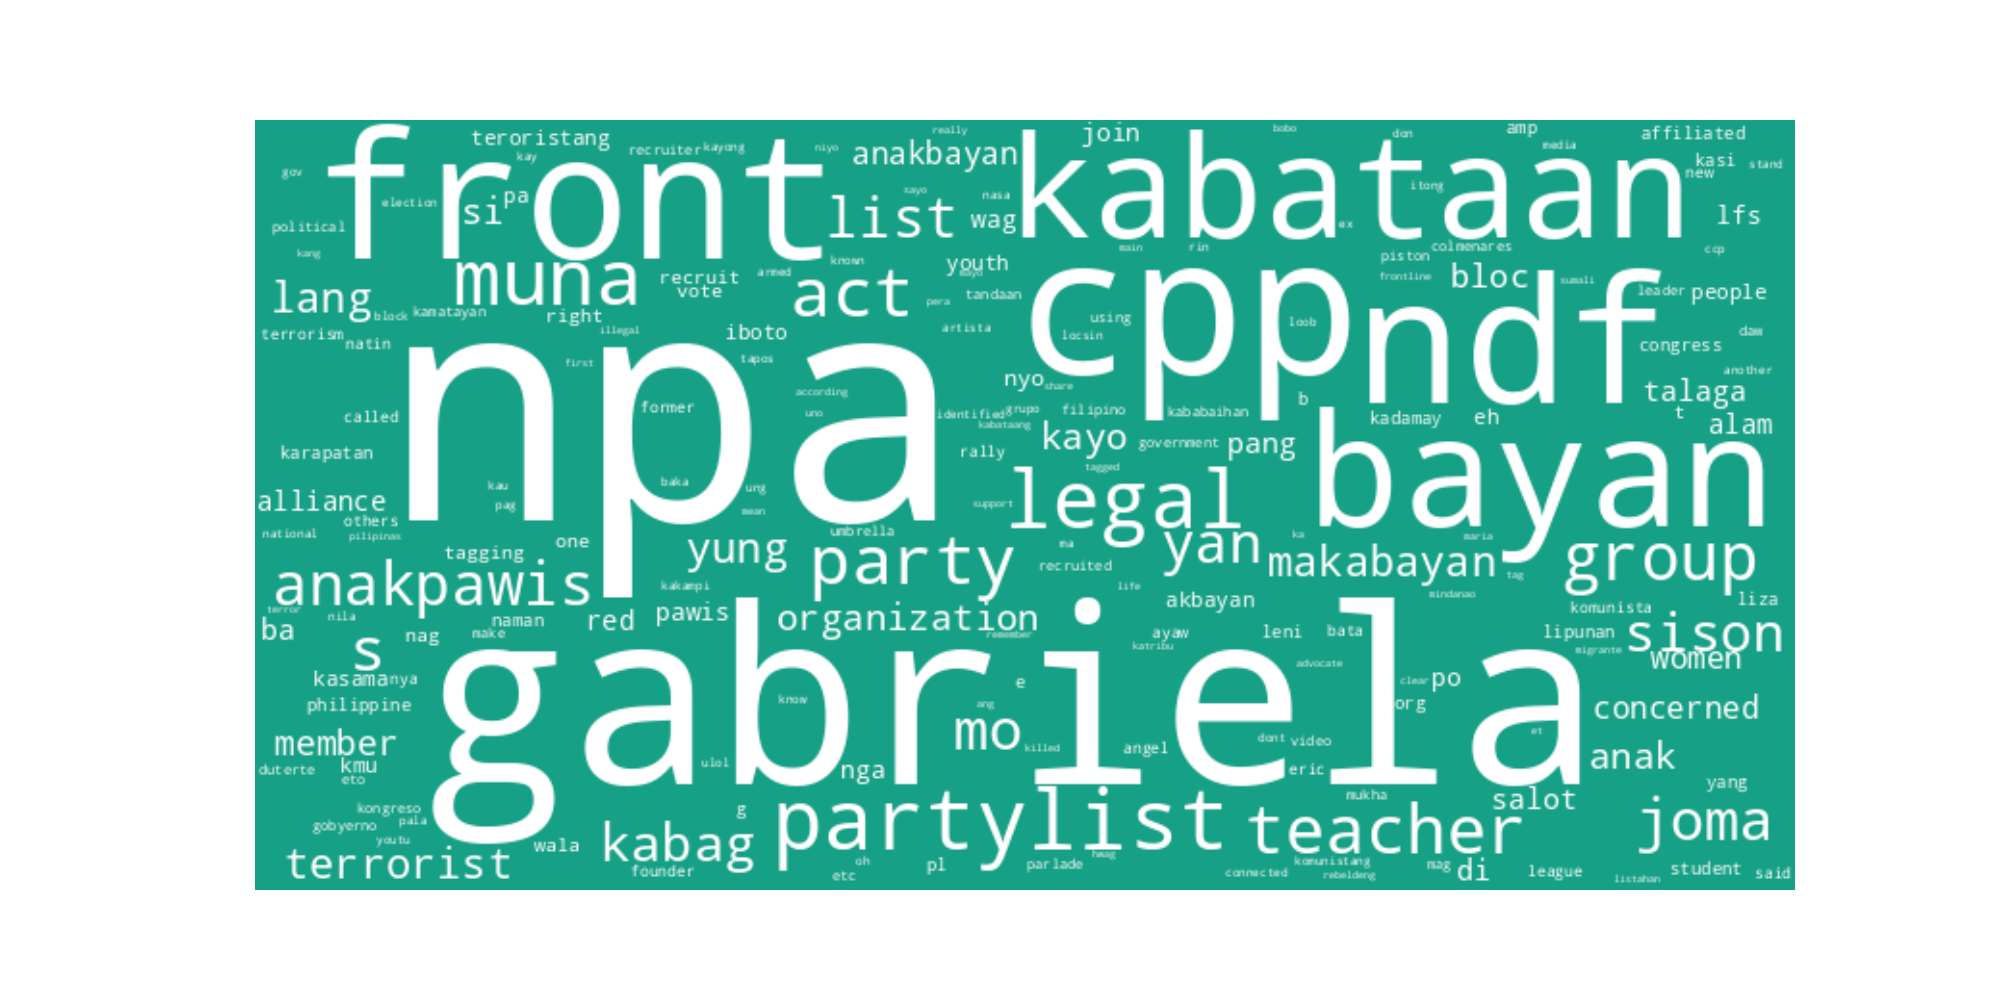 really
bobo
amp
affiliated
teroristang
join
don
front
recruiter
kayong
niyo
anakbayan
kabataan
media
kasi
stand
kay
gov
new
election
si
pa
sayo
nasa
itong
list
wag
lfs
political
ex
kang
main
rin
colmenares
ccp
muna
recruit
armed
known
youth
mayo
cpp
piston
bloc
ndf
frontline
sumali
leader
people
lang
vote
act
pera
tandaan
block
kamatayan
right
using
loob
terrorism
natin
illegal
iboto
artista
locsin
congress
daw
npa
first
tapos
another
nyo
share
according
talaga
called
former
uno
identified
grupo
filipino
kababaihan
b
kadamay
eh
t
alam
kabataang
karapatan
rally
kayo
government
pang
bayan
tagged
alliance
kau
baka
ung
legal
pag
mean
support
others
national
pilipinas
umbrella
tagging
one
yung
party
ma
yan
ka
maria
makabayan
group
recruited
tag
anakpawis
kakampi
life
mindanao
terror
nila
akbayan
komunista
liza
ba
naman
red
pawis
organization
s
nag
make
remember
ayaw
leni
bata
lipunan
sison
katribu
migrante
women
gabriela
advocate
kasama
nya
e
clear
po
know
philippine
ang
org
concerned
mo
member
killed
angel
dont
video
et
duterte
kmu
ulol
nga
eric
anak
eto
yang
mukha
salot
kongreso
g
partylist
teacher
joma
gobyerno
pala
youtu
kabag
wala
hwag
terrorist
oh
pl
parlade
komunistang
mag
di
league
student
said
founder
etc
connected
rebeldeng
listahan